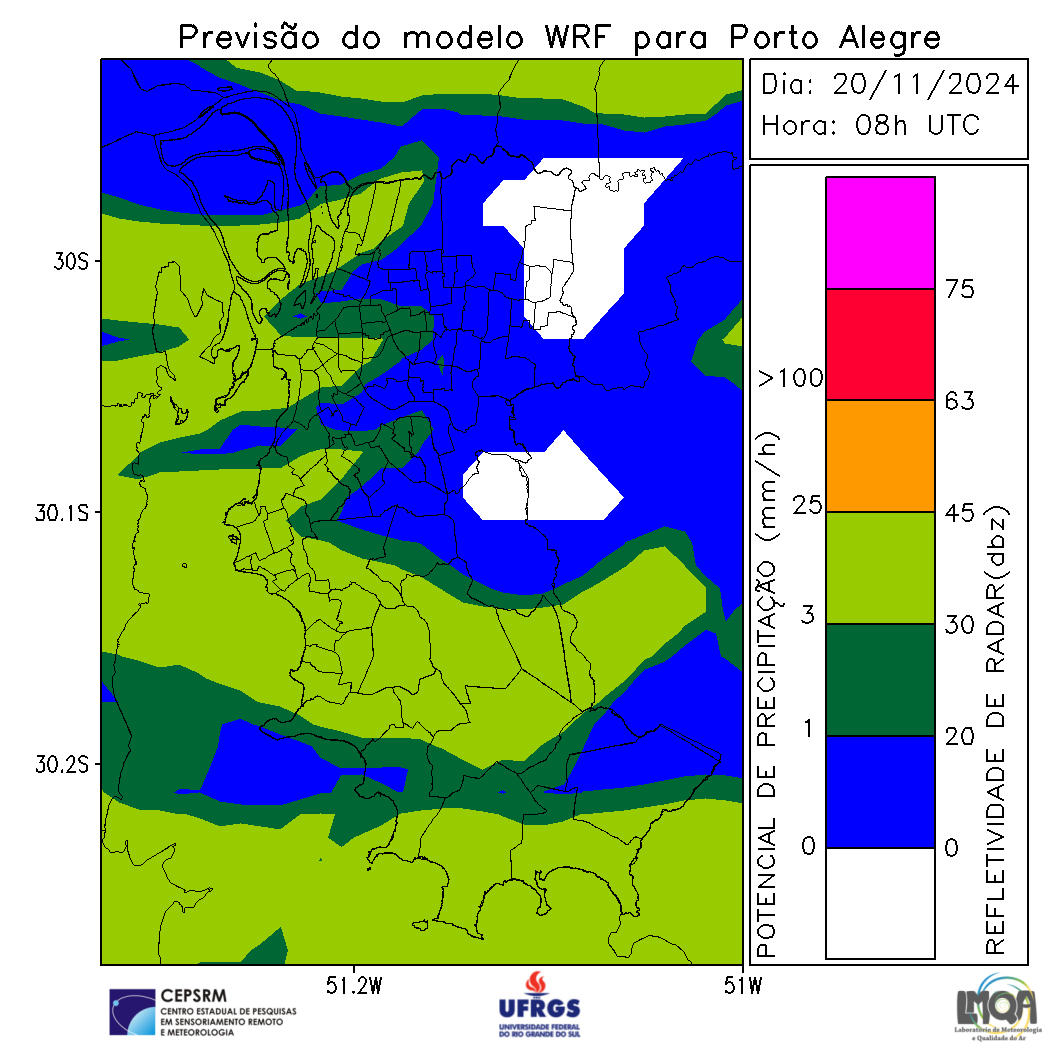 Previsão do modelo WRF para Porto Alegre
Dia: 20/11/2024
Hora: 08h UTC
30S
30.1S
30.2S
51.2W
51W
POTENCIAL DE PRECIPITAÇÃO (mm/h)
>100
25
3
1
0
75
63
45
30
20
0
REFLETIVIDADE DE RADAR(dbz)
CEPSRM
CENTRO ESTADUAL DE PESQUISAS
EM SENSORIAMENTO REMOTO
E METEOROLOGIA
UFRGS
UNIVERSIDADE FEDERAL
DO RIO GRANDE DO SUL
LMQA
Laboratório de Meteorologia
e Qualidade do Ar